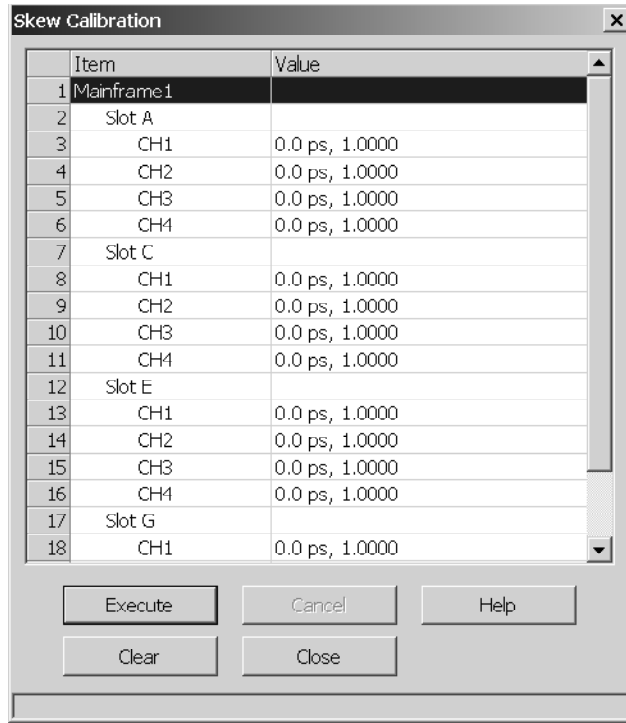 Skew Calibration
Item Value
1 Mainframe1
2 Slot A
3 CH1 0.0 ps, 1.0000
4 CH2 0.0 ps, 1.0000
5 CH3 0.0 ps, 1.0000
6 CH4 0.0 ps, 1.0000
7 Slot C
8 CH1 0.0 ps, 1.0000
9 CH2 0.0 ps, 1.0000
10 CH3 0.0 ps, 1.0000
11 CH4 0.0 ps, 1.0000
12 Slot E
13 CH1 0.0 ps, 1.0000
14 CH2 0.0 ps, 1.0000
15 CH3 0.0 ps, 1.0000
16 CH4 0.0 ps, 1.0000
17 Slot G
18 CH1 0.0 ps, 1.0000
Execute Cancel Help
Clear Close